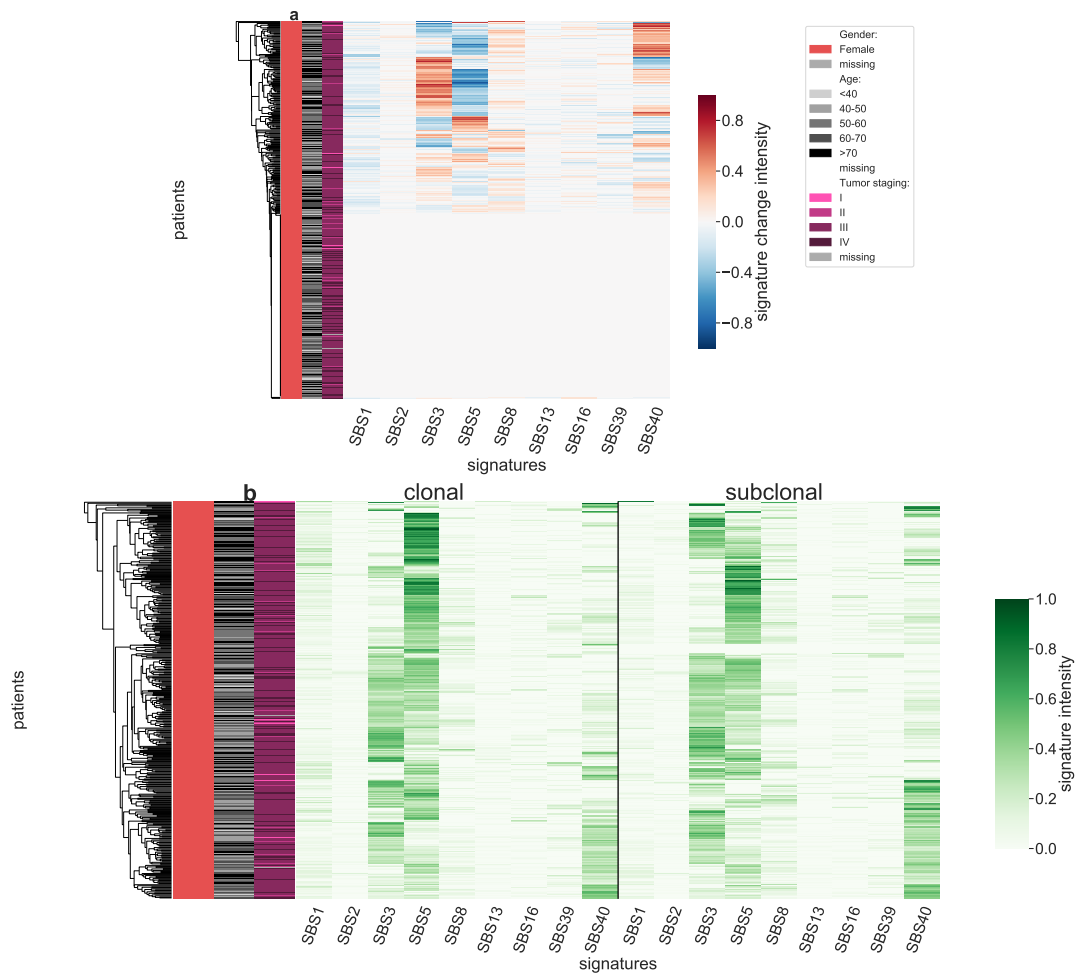 a
patients
SBS1
SBS2
SBS3
SBS5
SBS8
SBS13
SBS16
SBS39
SBS40
signatures
0.8
0.4
0.0
−0.4
−0.8
signature change intensity
Gender:
Female
missing
Age:
<40
40-50
50-60
60-70
>70
missing
Tumor staging:
I
II
III
IV
missing
b
clonal
subclonal
patients
SBS1
SBS2
SBS3
SBS5
SBS8
SBS13
SBS16
SBS39
SBS40
SBS1
SBS2
SBS3
SBS5
SBS8
SBS13
SBS16
SBS39
SBS40
signatures
1.0
0.8
0.6
0.4
0.2
0.0
signature intensity